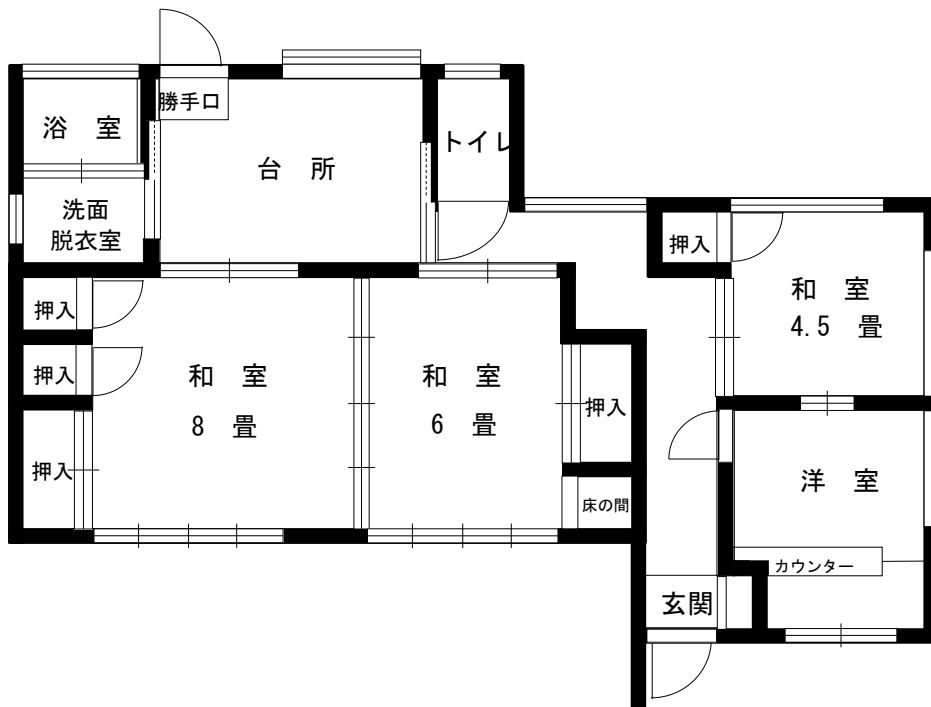 勝手口
浴 室
台 所
トイレ
洗面
脱衣室
押入
和 室
4.5 畳
押入
押入
和 室
8 畳
和 室
6 畳
押入
押入
床の間
洋 室
カウンター
玄関